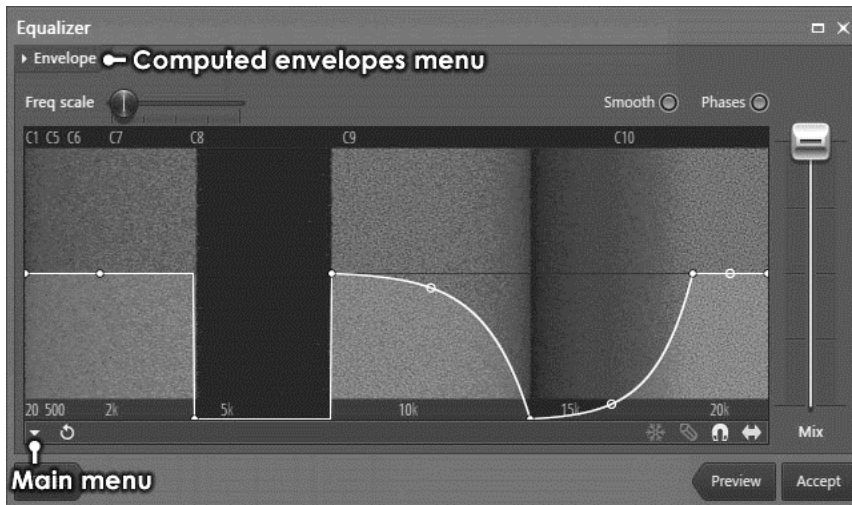 Equalizer
Envelope Computed envelopes menu
Freq scale Smooth Phases
C1 C5 C6 C7 C8 C9 C10
20 500 2k 5k 10k 15k 20k
Mix
Main menu
Preview Accept